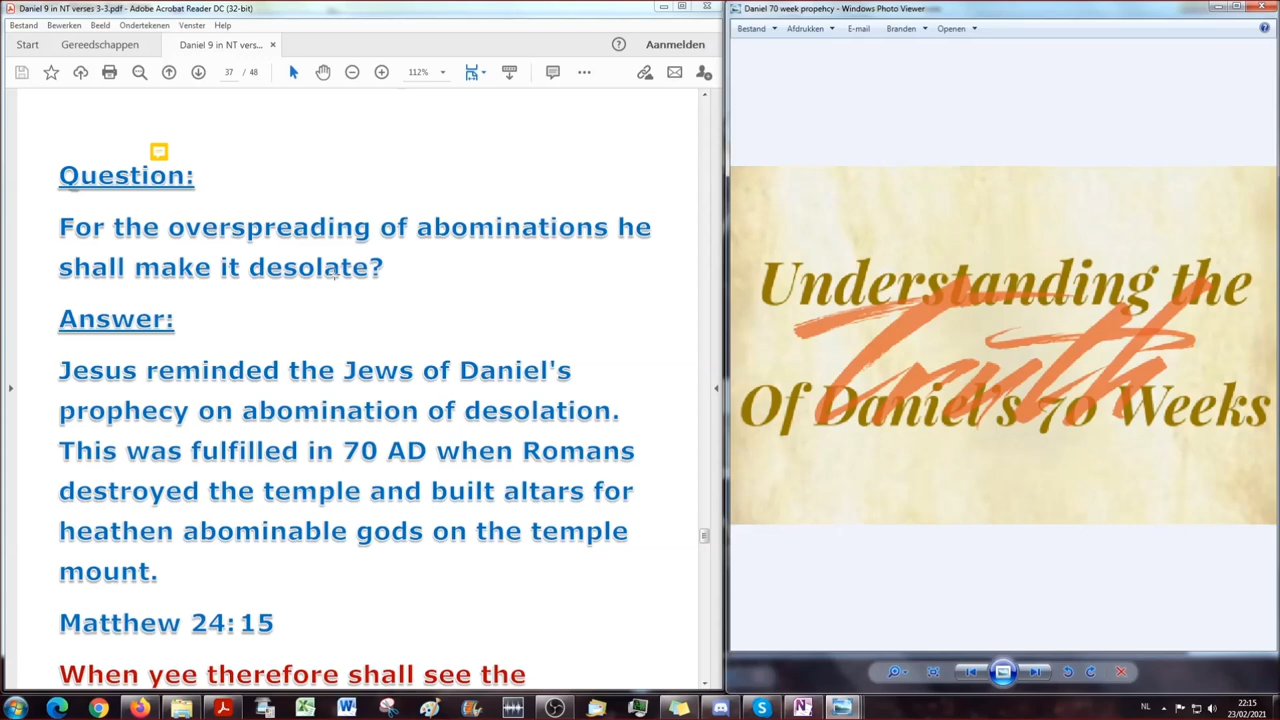 Daniel 9 in NT verses 3-3.pdf - Adobe Acrobat Reader DC (32-bit)
Bestand Bewerken Beeld Ondertekenen Venster Help
Start Gereedschappen Daniel 9 in NT vers... × Aanmelden
37 / 48 112%
Question:
For the overspreading of abominations he
shall make it desolate?
Answer:
Jesus reminded the Jews of Daniel's
prophecy on abomination of desolation.
This was fulfilled in 70 AD when Romans
destroyed the temple and built altars for
heathen abominable gods on the temple
mount.
Matthew 24:15
When yee therefore shall see the
Daniel 70 week propehcy - Windows Photo Viewer
Bestand Afdrukken E-mail Branden Openen
Understanding the
Truth
Of Daniel's 70 Weeks
NL 22:15
23/02/2021